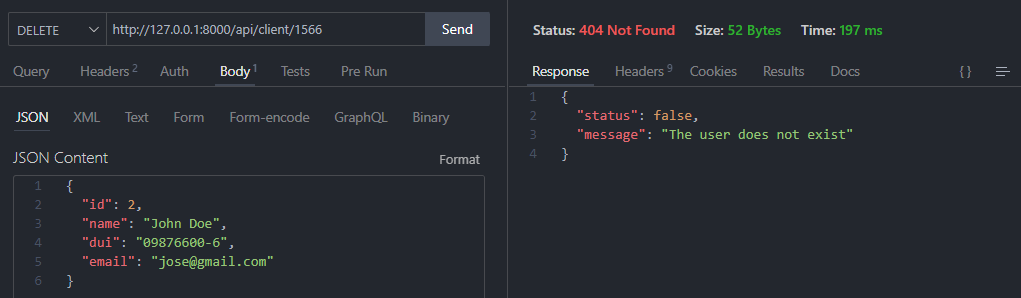 DELETE http://127.0.0.1:8000/api/client/1566 Send
Query Headers 2 Auth Body 1 Tests Pre Run
JSON XML Text Form Form-encode GraphQL Binary
JSON Content Format
1 {
2 "id": 2,
3 "name": "John Doe",
4 "dui": "09876600-6",
5 "email": "jose@gmail.com"
6 }
Status: 404 Not Found Size: 52 Bytes Time: 197 ms
Response Headers 9 Cookies Results Docs {}
1 {
2 "status": false,
3 "message": "The user does not exist"
4 }